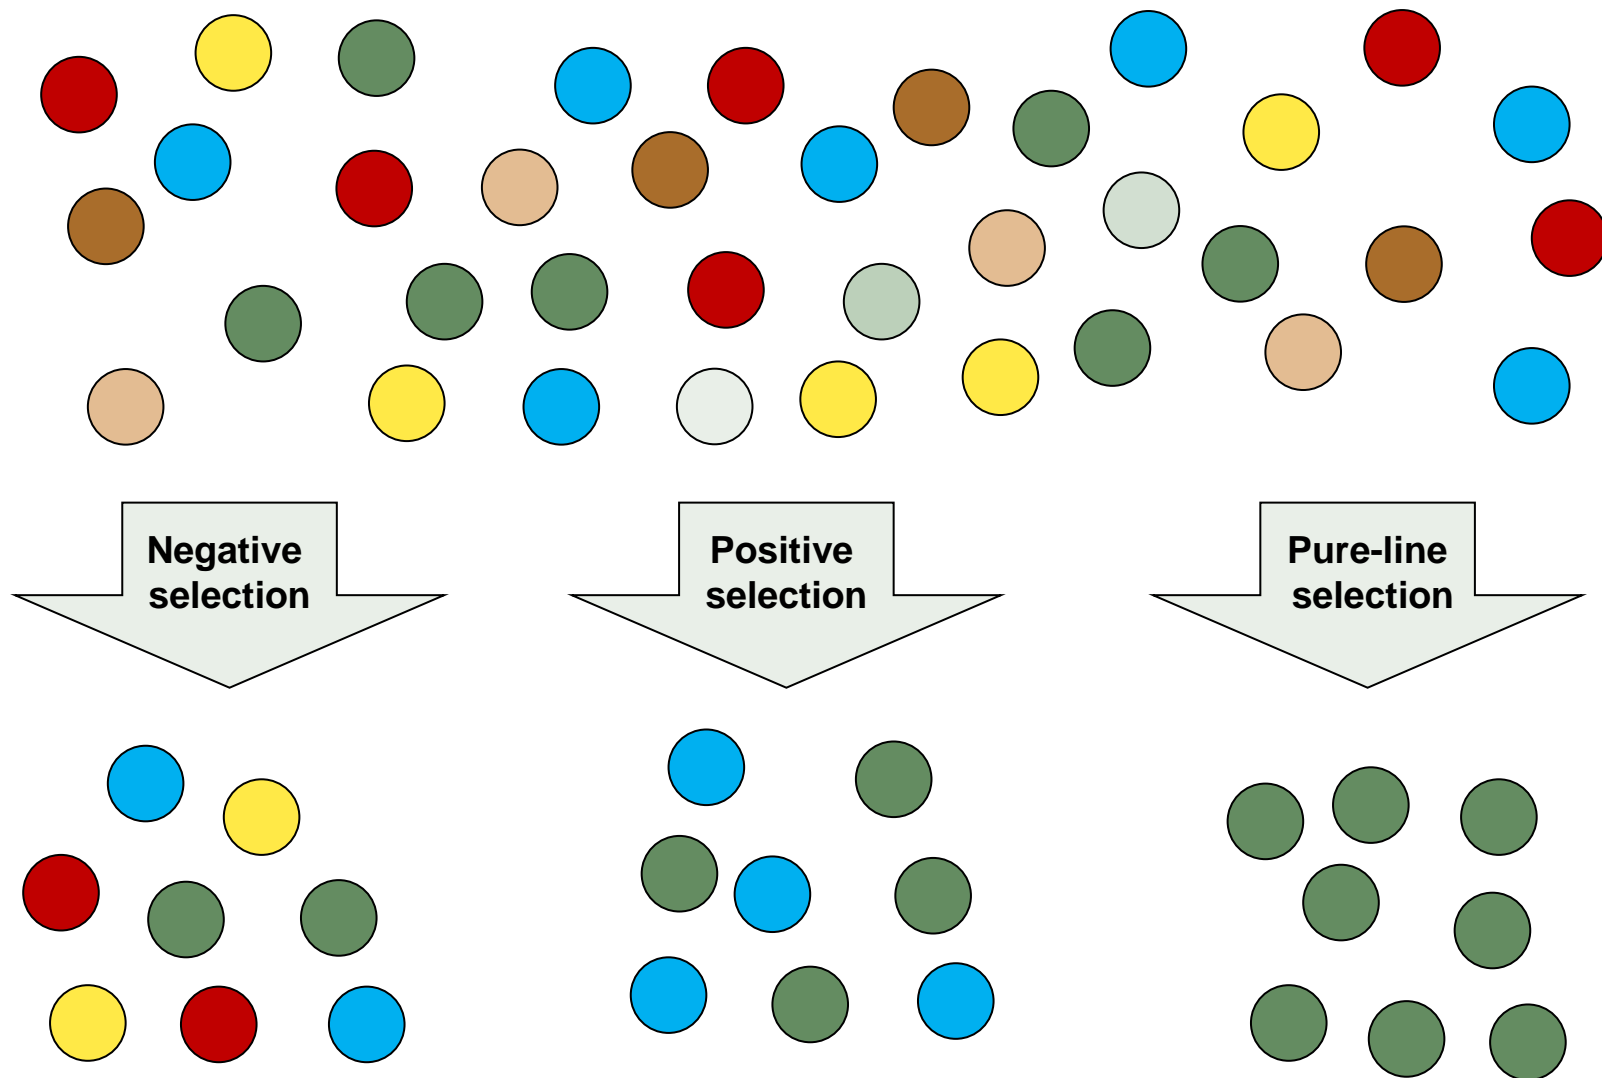 Negative
selection
Positive
selection
Pure-line
selection